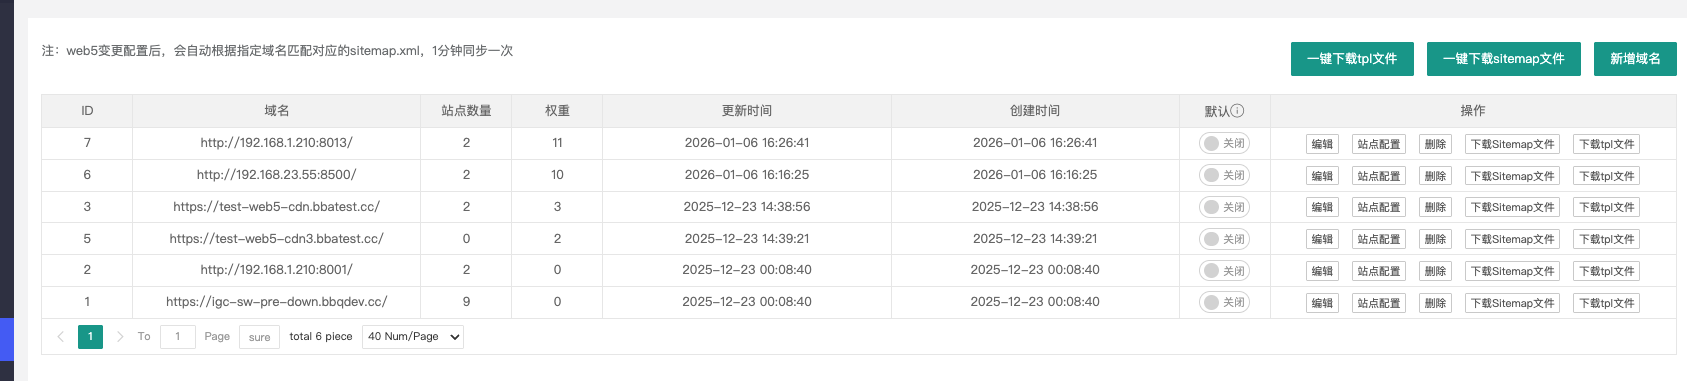 注：web5变更配置后，会自动根据指定域名匹配对应的sitemap.xml，1分钟同步一次
一键下载tpl文件 一键下载sitemap文件 新增域名
ID 域名 站点数量 权重 更新时间 创建时间 默认 操作
7 http://192.168.1.210:8013/ 2 11 2026-01-06 16:26:41 2026-01-06 16:26:41 关闭 编辑 站点配置 删除 下载Sitemap文件 下载tpl文件
6 http://192.168.23.55:8500/ 2 10 2026-01-06 16:16:25 2026-01-06 16:16:25 关闭 编辑 站点配置 删除 下载Sitemap文件 下载tpl文件
3 https://test-web5-cdn.bbatest.cc/ 2 3 2025-12-23 14:38:56 2025-12-23 14:38:56 关闭 编辑 站点配置 删除 下载Sitemap文件 下载tpl文件
5 https://test-web5-cdn3.bbatest.cc/ 0 2 2025-12-23 14:39:21 2025-12-23 14:39:21 关闭 编辑 站点配置 删除 下载Sitemap文件 下载tpl文件
2 http://192.168.1.210:8001/ 2 0 2025-12-23 00:08:40 2025-12-23 00:08:40 关闭 编辑 站点配置 删除 下载Sitemap文件 下载tpl文件
1 https://igc-sw-pre-down.bbqdev.cc/ 9 0 2025-12-23 00:08:40 2025-12-23 00:08:40 关闭 编辑 站点配置 删除 下载Sitemap文件 下载tpl文件
1 To 1 Page sure total 6 piece 40 Num/Page